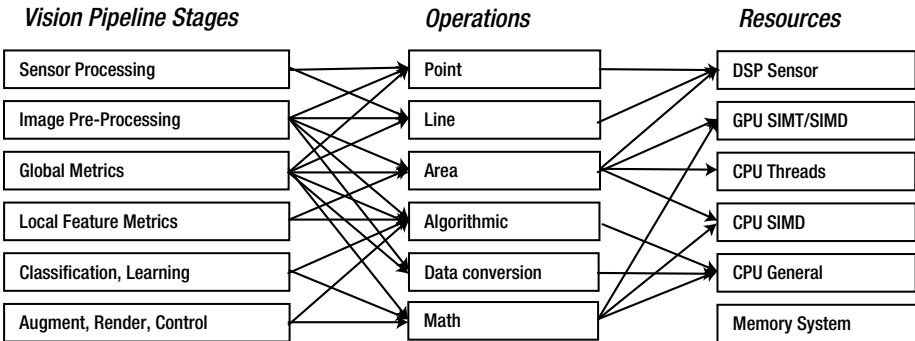 Vision Pipeline Stages Operations Resources
Sensor Processing Point DSP Sensor
Image Pre-Processing Line GPU SIMT/SIMD
Global Metrics Area CPU Threads
Local Feature Metrics Algorithmic CPU SIMD
Classification, Learning Data conversion CPU General
Augment, Render, Control Math Memory System